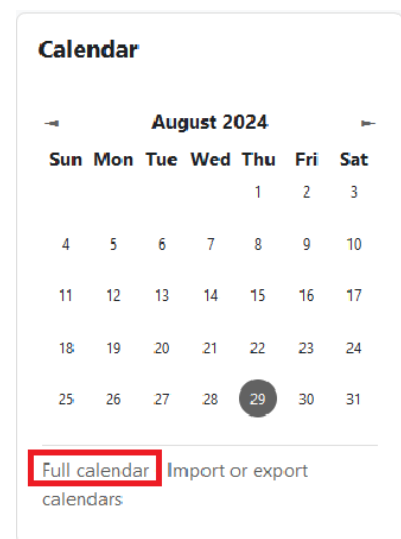 Calendar
◄ August 2024 ►
Sun Mon Tue Wed Thu Fri Sat
1 2 3
4 5 6 7 8 9 10
11 12 13 14 15 16 17
18 19 20 21 22 23 24
25 26 27 28 29 30 31
Full calendar Import or export
calendars